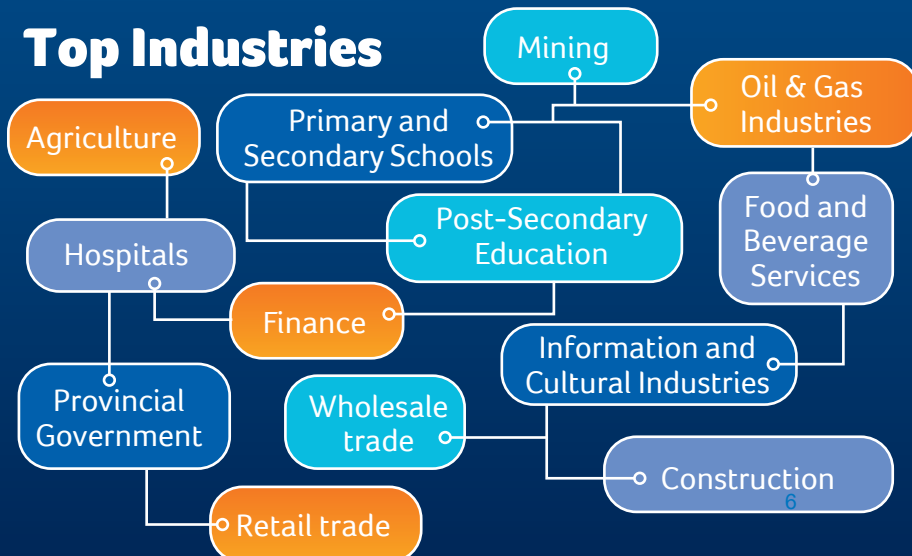 Top Industries
Mining
Oil & Gas
Industries
Agriculture
Primary and
Secondary Schools
Post-Secondary
Education
Food and
Beverage
Services
Hospitals
Finance
Information and
Cultural Industries
Provincial
Government
Wholesale
trade
Construction
6
Retail trade